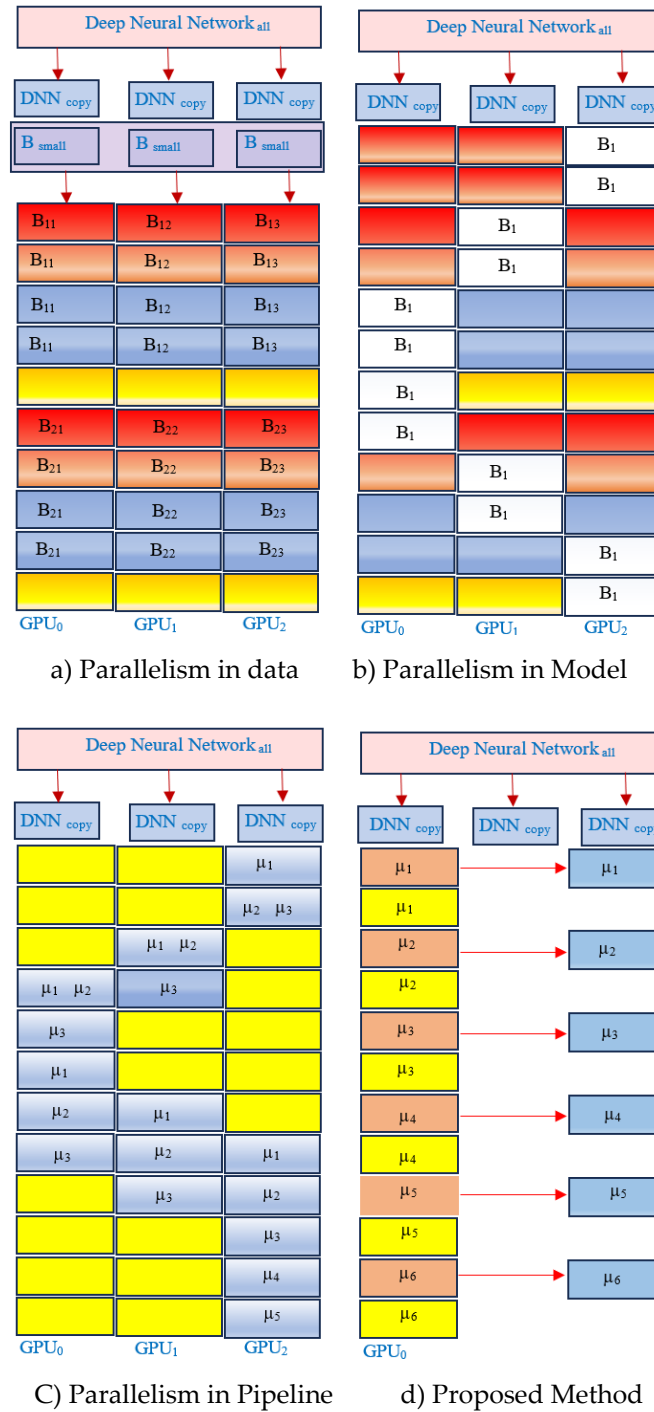 Deep Neural Network all
DNN copy DNN copy DNN copy
B small B small B small
B11 B12 B13
B11 B12 B13
B11 B12 B13
B11 B12 B13
B21 B22 B23
B21 B22 B23
B21 B22 B23
B21 B22 B23
GPU0 GPU1 GPU2
a) Parallelism in data
Deep Neural Network all
DNN copy DNN copy DNN copy
B1
B1
B1
B1
B1
B1
B1
B1
B1
B1
B1
B1
GPU0 GPU1 GPU2
b) Parallelism in Model
Deep Neural Network all
DNN copy DNN copy DNN copy
μ1
μ2 μ3
μ1 μ2
μ1 μ2 μ3
μ3
μ1
μ2 μ1
μ3 μ2 μ1
μ3 μ2
μ3
μ4
μ5
GPU0 GPU1 GPU2
C) Parallelism in Pipeline
Deep Neural Network all
DNN copy DNN copy DNN copy
μ1 μ1
μ1
μ2 μ2
μ2
μ3 μ3
μ3
μ4 μ4
μ4
μ5 μ5
μ5
μ6 μ6
μ6
GPU0
d) Proposed Method